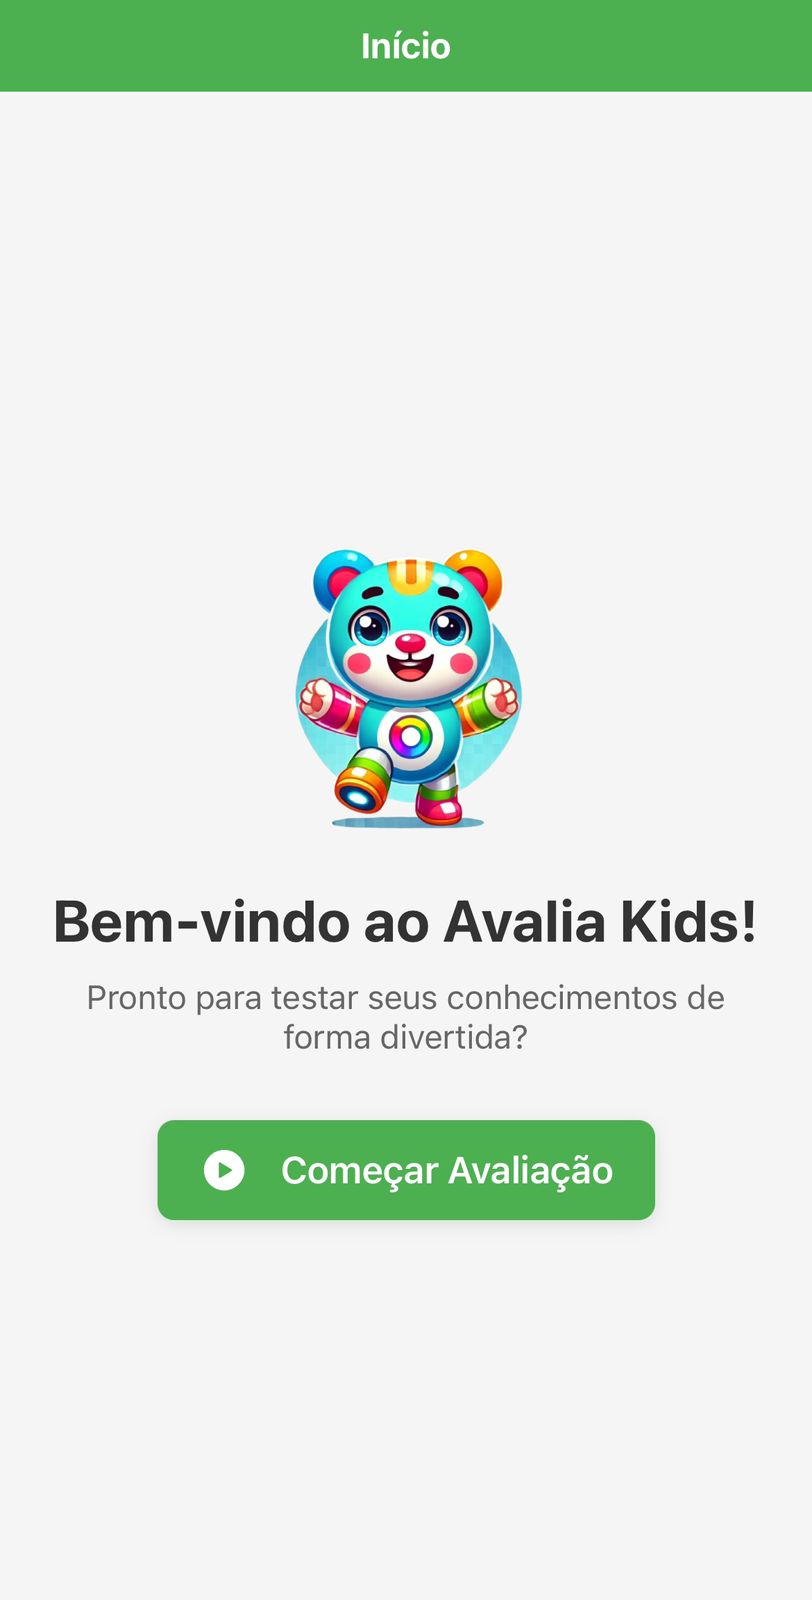 Início
Bem-vindo ao Avalia Kids!
Pronto para testar seus conhecimentos de
forma divertida?
Começar Avaliação